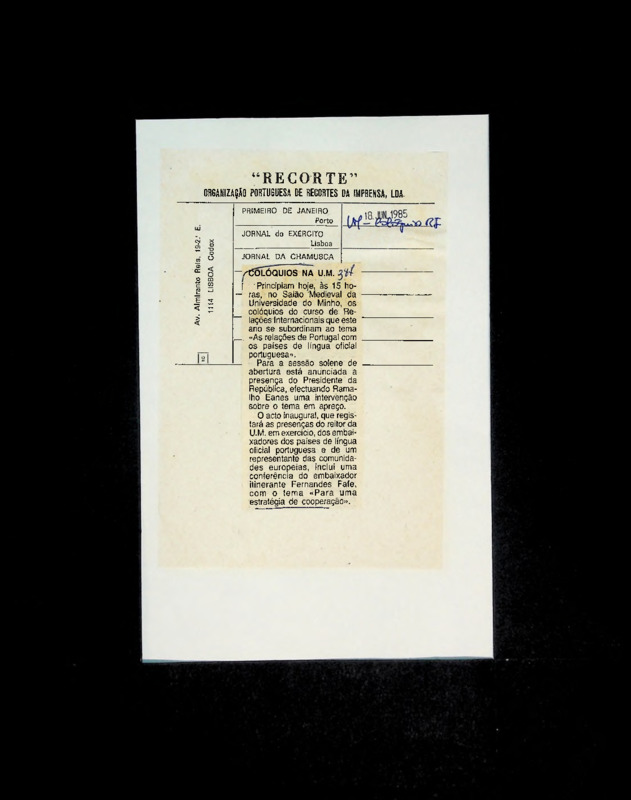 “RECORTE”
ORGANIZAÇÃO PORTUGUESA DE RECORTES DA IMPRENSA, LDA.
Av. Almirante Reis, 19-2.º E.
1114 LISBOA Codex
2
PRIMEIRO DE JANEIRO
Porto
18 JUN. 1985
UM - Colóquio RI
JORNAL do EXÉRCITO
Lisboa
JORNAL DA CHAMUSCA
COLÓQUIOS NA U.M.
Principiam hoje, às 15 ho-
ras, no Salão Medieval da
Universidade do Minho, os
colóquios do curso de Re-
lações Internacionais que este
ano se subordinam ao tema
«As relações de Portugal com
os países de língua oficial
portuguesa».
Para a sessão solene de
abertura está anunciada a
presença do Presidente da
República, efectuando Rama-
lho Eanes uma intervenção
sobre o tema em apreço.
O acto inaugural, que regis-
tará as presenças do reitor da
U.M. em exercício, dos embai-
xadores dos países de língua
oficial portuguesa e de um
representante das comunida-
des europeias, inclui uma
conferência do embaixador
itinerante Fernandes Fafe,
com o tema «Para uma
estratégia de cooperação».